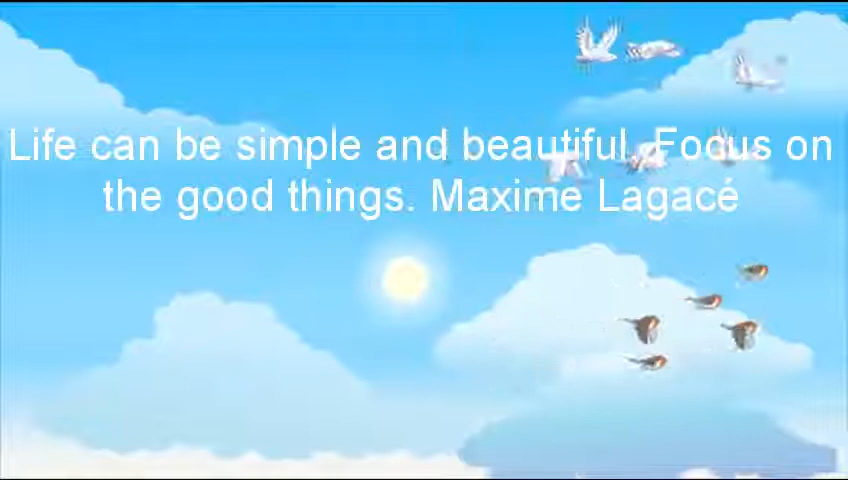 Life can be simple and beautiful. Focus on
the good things. Maxime Lagacé